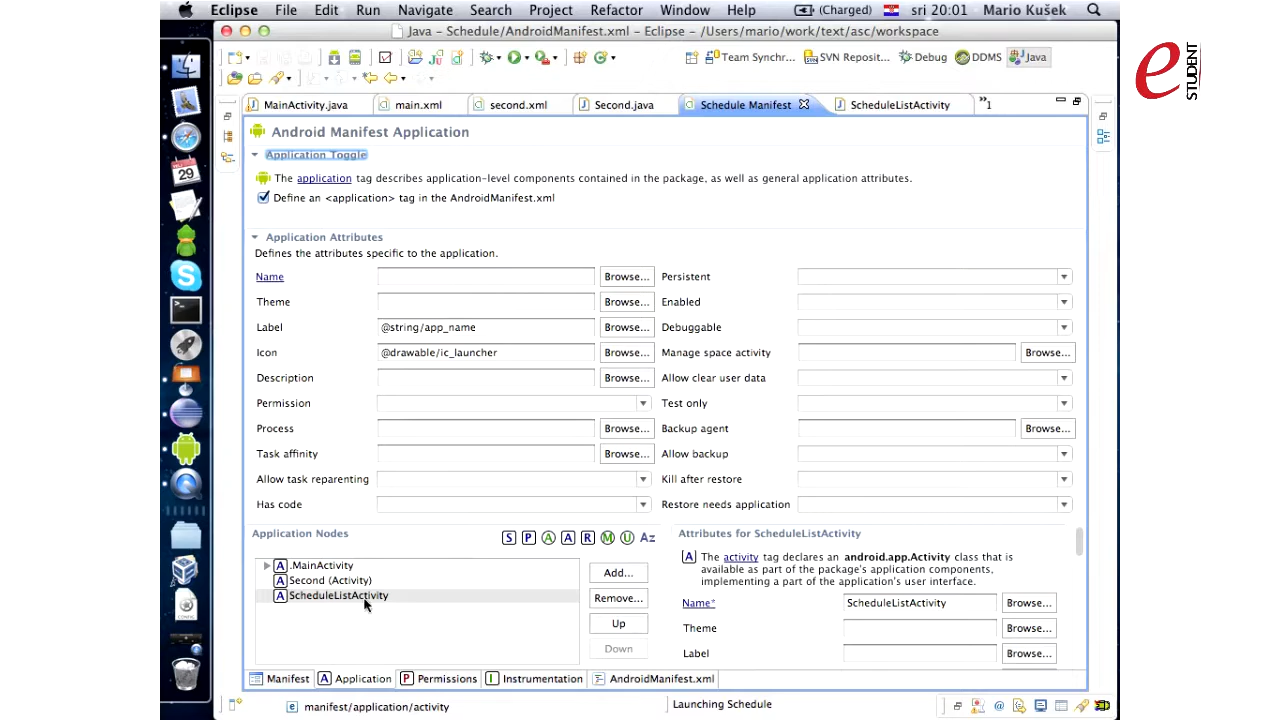 Eclipse File Edit Run Navigate Search Project Refactor Window Help (Charged) sri 20:01 Mario Kušek
Java – Schedule/AndroidManifest.xml – Eclipse – /Users/mario/work/text/asc/workspace
Team Synchr... SVN Reposit... Debug DDMS Java
e STUDENT
MainActivity.java main.xml second.xml Second.java Schedule Manifest ScheduleListActivity »1
Android Manifest Application
Application Toggle
The application tag describes application-level components contained in the package, as well as general application attributes.
Define an <application> tag in the AndroidManifest.xml
Application Attributes
Defines the attributes specific to the application.
Name Browse... Persistent
Theme Browse... Enabled
Label @string/app_name Browse... Debuggable
Icon @drawable/ic_launcher Browse... Manage space activity Browse...
Description Browse... Allow clear user data
Permission Test only
Process Browse... Backup agent Browse...
Task affinity Browse... Allow backup
Allow task reparenting Kill after restore
Has code Restore needs application
Application Nodes S P A A R M U Az Attributes for ScheduleListActivity
A .MainActivity
A Second (Activity)
A ScheduleListActivity
Add...
Remove...
Up
Down
A The activity tag declares an android.app.Activity class that is
available as part of the package's application components,
implementing a part of the application's user interface.
Name* ScheduleListActivity Browse...
Theme Browse...
Label Browse...
Manifest A Application P Permissions I Instrumentation AndroidManifest.xml
manifest/application/activity Launching Schedule
29